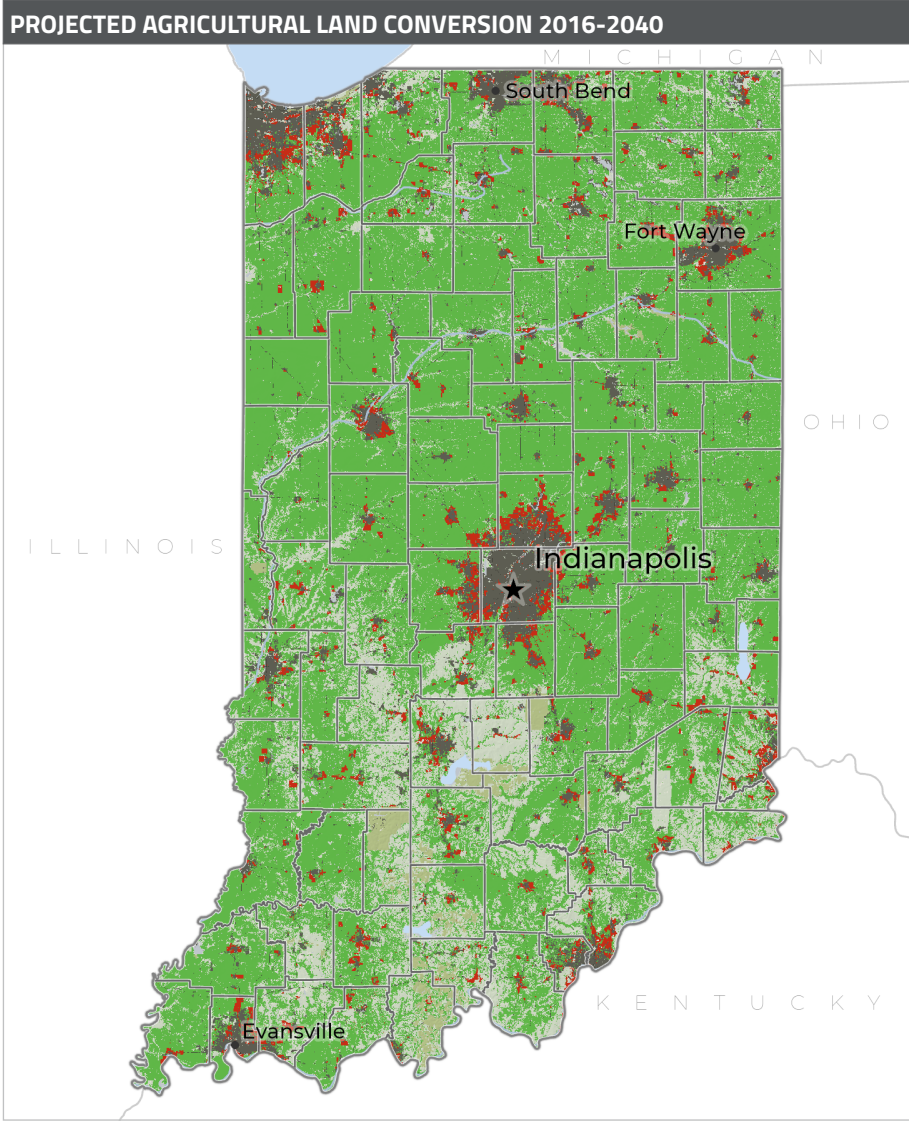 PROJECTED AGRICULTURAL LAND CONVERSION 2016-2040
MICHIGAN
South Bend
Fort Wayne
OHIO
ILLINOIS
Indianapolis
KENTUCKY
Evansville